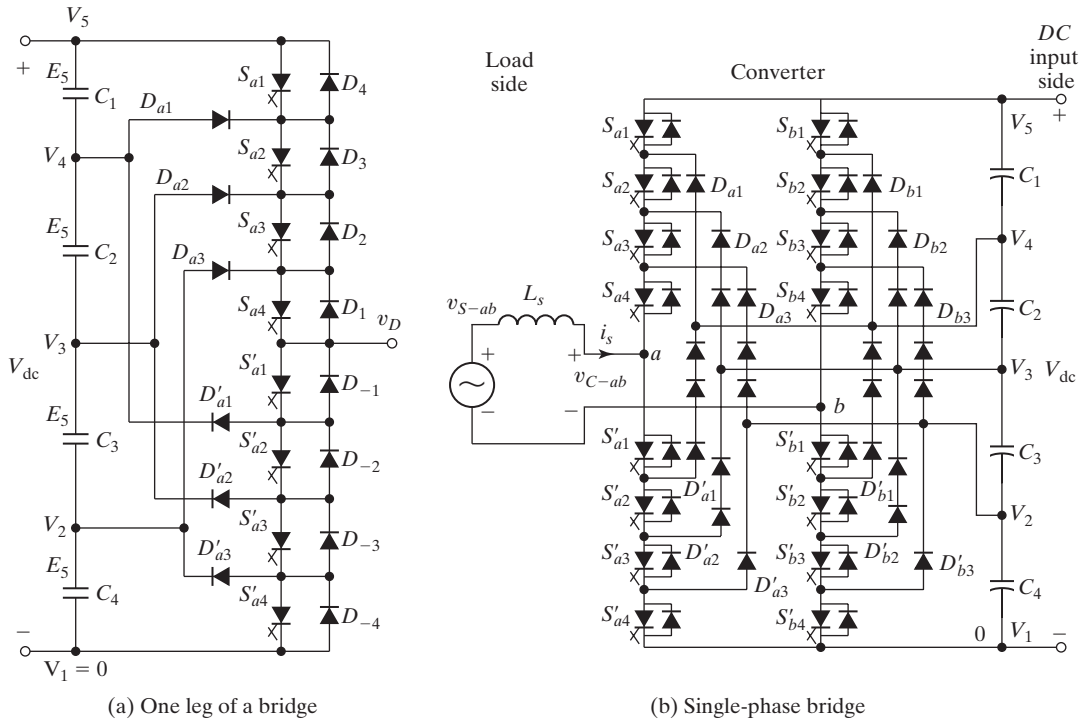 V5
+
E5
C1
Da1
Sa1
D4
V4
Sa2
D3
Da2
E5
C2
Sa3
D2
Da3
Sa4
D1
vD
V3
Vdc
S′a1
D−1
D′a1
E5
C3
S′a2
D−2
D′a2
V2
S′a3
D−3
D′a3
E5
C4
S′a4
D−4
−
V1 = 0
(a) One leg of a bridge
Load
side
Converter
DC
input
side
+
V5
Sa1
Sb1
C1
Sa2
Da1
Sb2
Db1
V4
Sa3
Da2
Sb3
Db2
Sa4
Da3
Sb4
Db3
C2
vS−ab
Ls
is
+
+
a
vC−ab
V3
Vdc
−
−
b
S′a1
S′b1
C3
D′a1
D′b1
S′a2
S′b2
V2
S′a3
D′a2
S′b3
D′b2
D′a3
D′b3
C4
S′a4
S′b4
0
V1
−
(b) Single-phase bridge